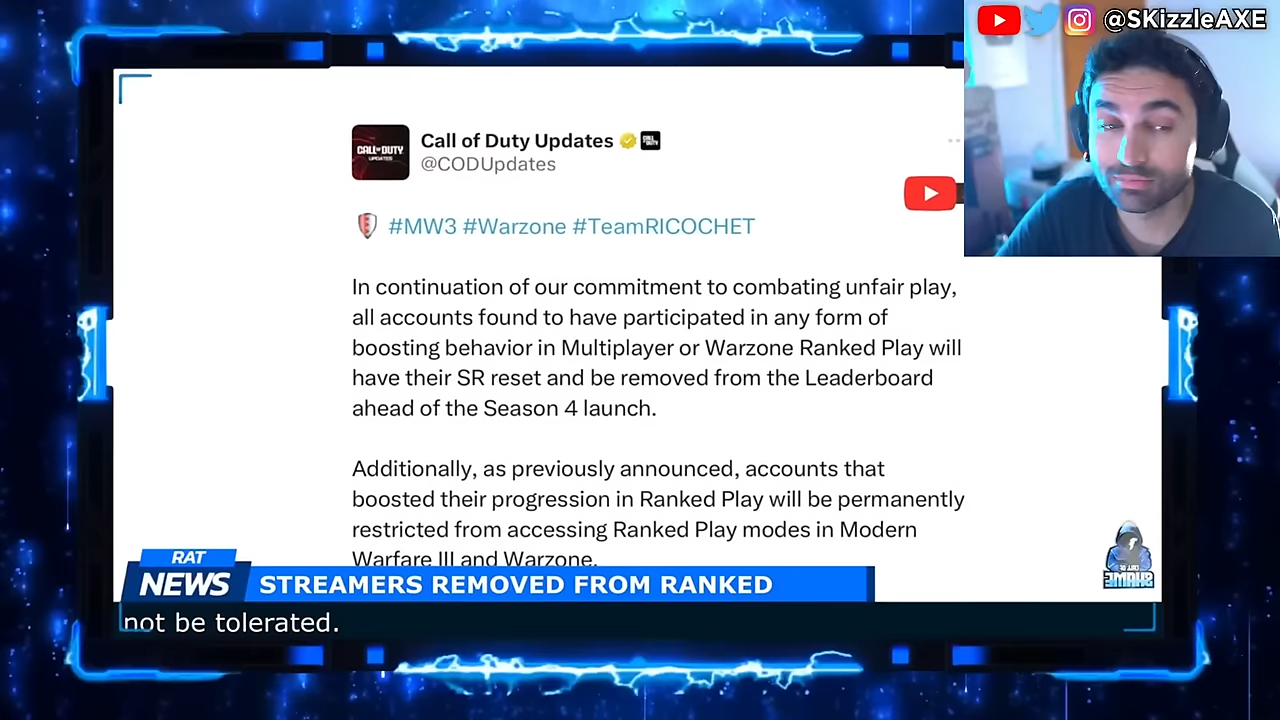 @SKizzleAXE
CALL OF DUTY
UPDATES
Call of Duty Updates
@CODUpdates
#MW3 #Warzone #TeamRICOCHET
In continuation of our commitment to combating unfair play,
all accounts found to have participated in any form of
boosting behavior in Multiplayer or Warzone Ranked Play will
have their SR reset and be removed from the Leaderboard
ahead of the Season 4 launch.
Additionally, as previously announced, accounts that
boosted their progression in Ranked Play will be permanently
restricted from accessing Ranked Play modes in Modern
Warfare III and Warzone.
RAT
NEWS
STREAMERS REMOVED FROM RANKED
not be tolerated.